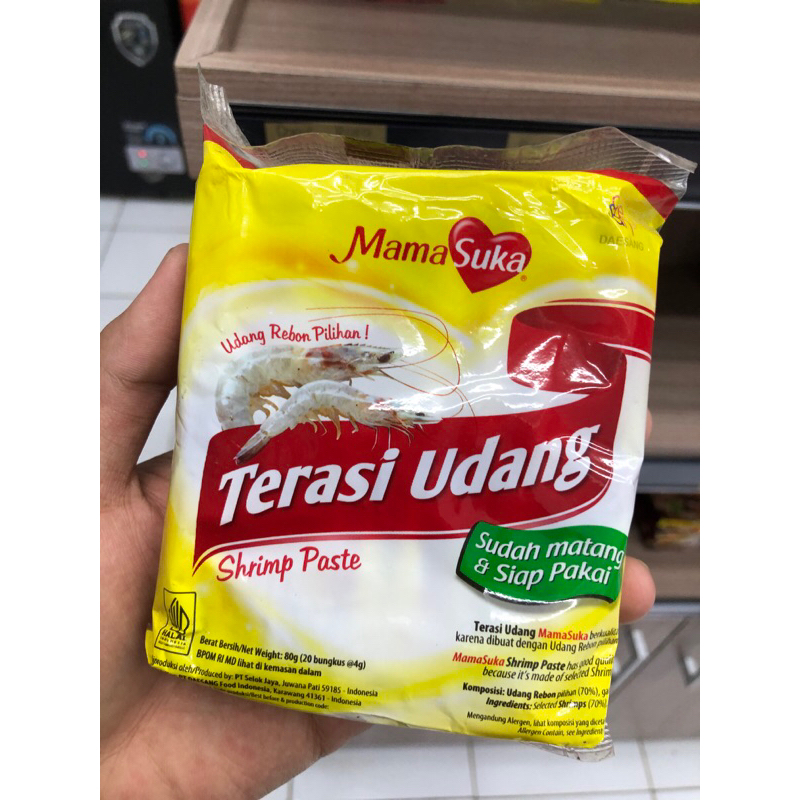 MamaSuka
DAESANG
Udang Rebon Pilihan !
Terasi Udang
Shrimp Paste
Sudah matang
& Siap Pakai
HALAL
INDONESIA
Berat Bersih/Net Weight: 80g (20 bungkus @4g)
BPOM RI MD lihat di kemasan dalam
oleh/Produced by: PT Selok Jaya, Juwana Pati 59185 - Indonesia
Food Indonesia, Karawang 41361 - Indonesia
before & production code:
Terasi Udang MamaSuka
karena dibuat dengan Udang Rebon
MamaSuka Shrimp Paste has good
because it's made of selected
Komposisi: Udang Rebon pilihan (70%),
Ingredients: Selected Shrimps (70%)
Mengandung Alergen, lihat komposisi yang
Allergen Contain, see